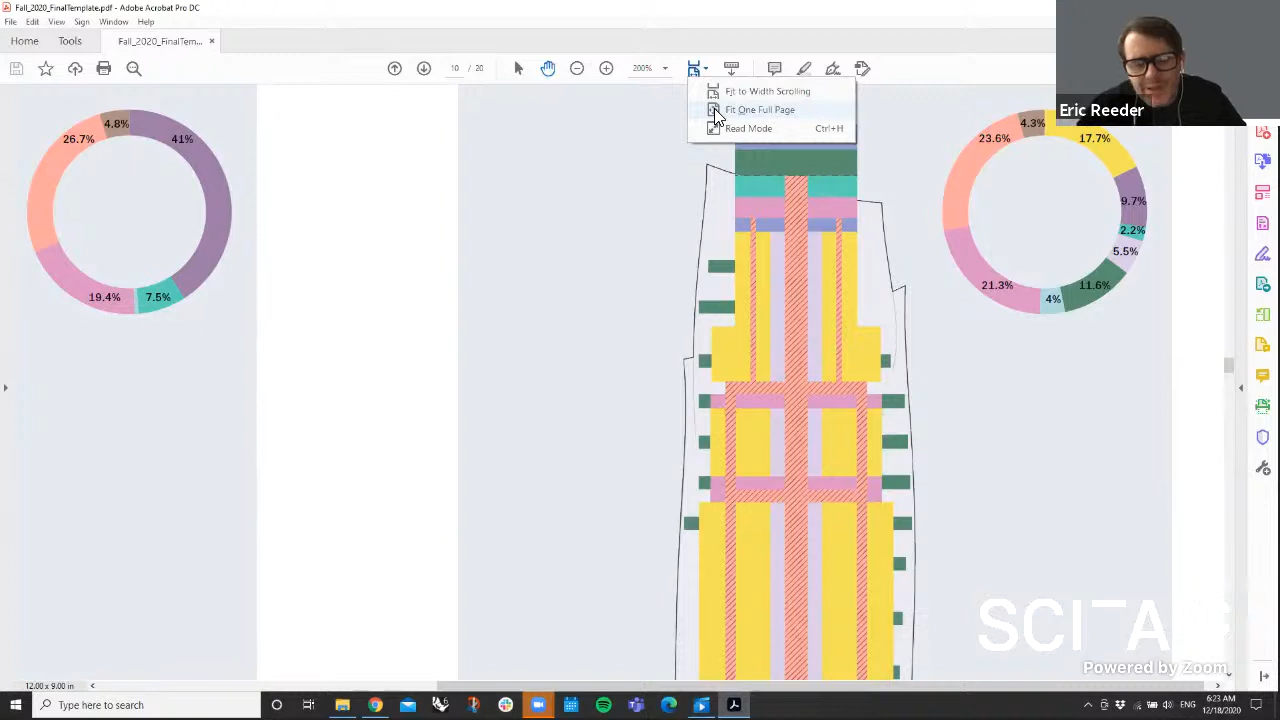 Fall_2020_FinalTemplate.pdf - Adobe Acrobat Pro DC
File Edit View Sign Window Help
Home Tools Fall_2020_FinalTemp... ×
10 / 20 200%
Fit to Width Scrolling
Fit One Full Page
Read Mode Ctrl+H
Eric Reeder
4.8%
26.7%
41%
19.4%
7.5%
4.3%
23.6%
17.7%
9.7%
2.2%
5.5%
21.3%
11.6%
4%
SCI
A
Powered by Zoom
12.00 x 9.00 in
Type here to search
ENG
6:23 AM
12/18/2020